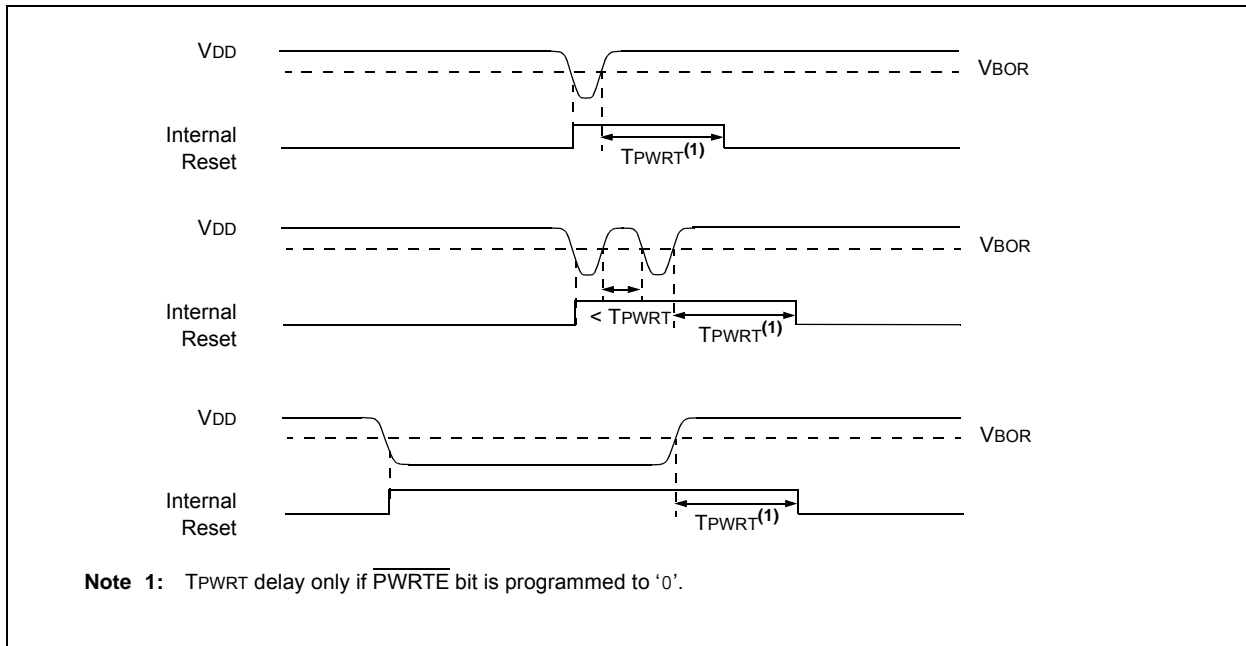 VDD
VBOR
Internal
Reset
TPWRT(1)
VDD
VBOR
Internal
Reset
< TPWRT
TPWRT(1)
VDD
VBOR
Internal
Reset
TPWRT(1)
Note 1: TPWRT delay only if P̅W̅R̅T̅E̅ bit is programmed to ‘0’.